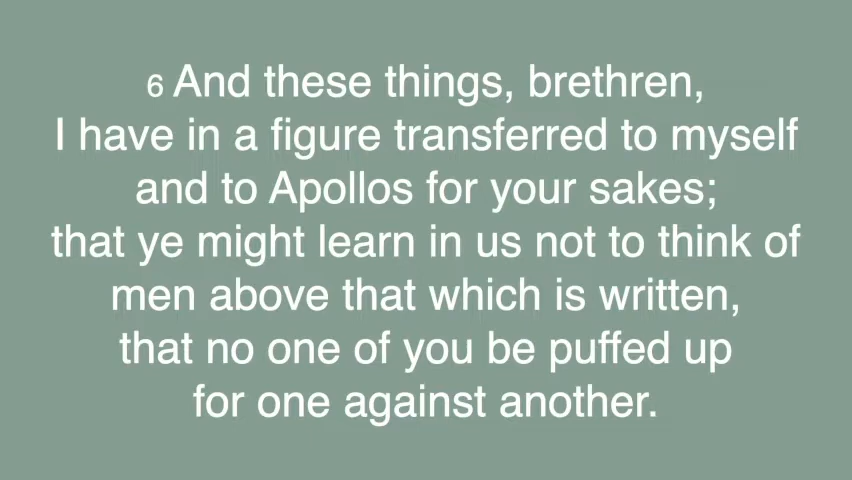 6 And these things, brethren,
I have in a figure transferred to myself
and to Apollos for your sakes;
that ye might learn in us not to think of
men above that which is written,
that no one of you be puffed up
for one against another.